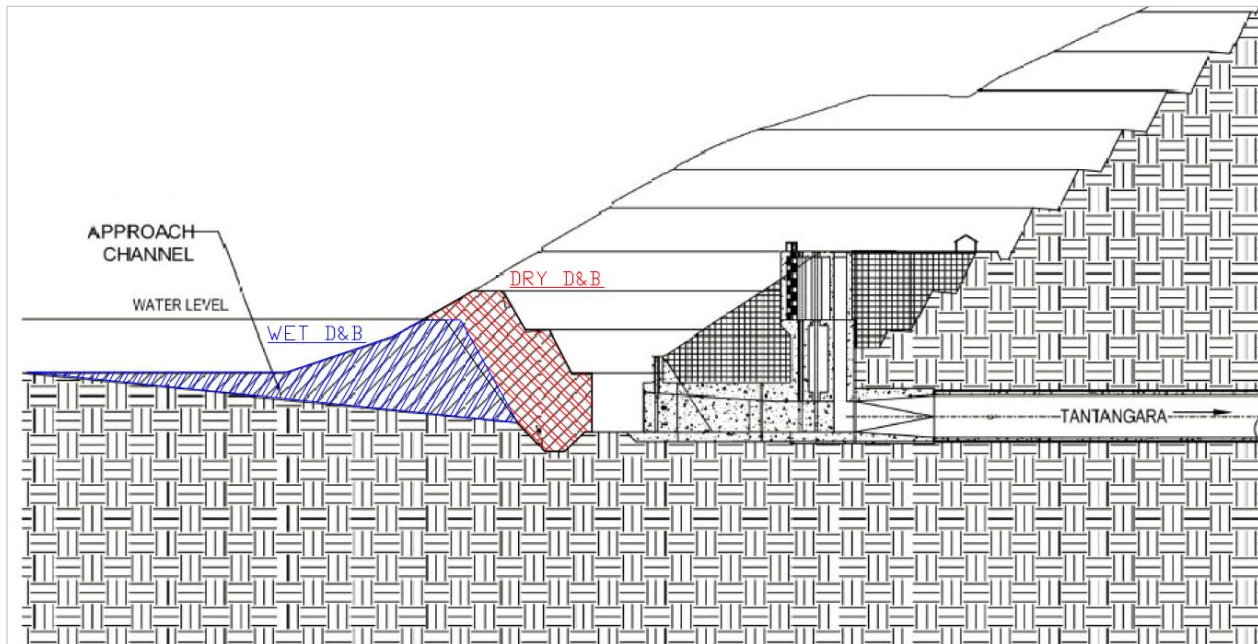 APPROACH
CHANNEL
WATER LEVEL
WET D&B
DRY D&B
TANTANGARA